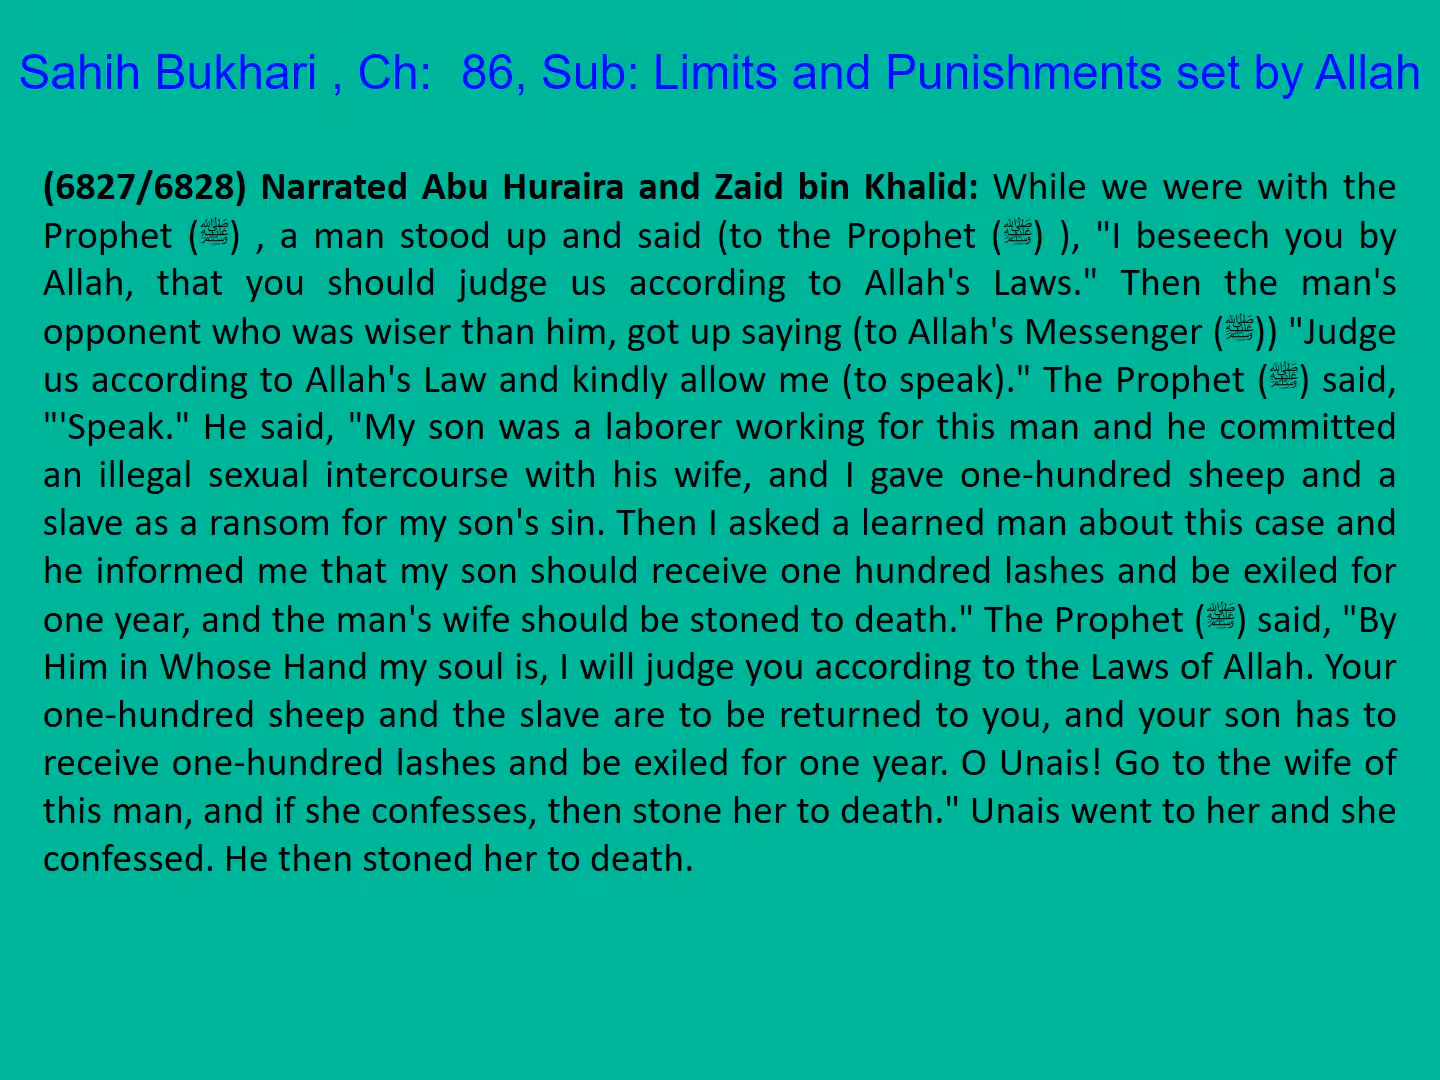 Sahih Bukhari , Ch:  86, Sub: Limits and Punishments set by Allah
(6827/6828) Narrated Abu Huraira and Zaid bin Khalid: While we were with the
Prophet (ﷺ) , a man stood up and said (to the Prophet (ﷺ) ), "I beseech you by
Allah, that you should judge us according to Allah's Laws." Then the man's
opponent who was wiser than him, got up saying (to Allah's Messenger (ﷺ)) "Judge
us according to Allah's Law and kindly allow me (to speak)." The Prophet (ﷺ) said,
"'Speak." He said, "My son was a laborer working for this man and he committed
an illegal sexual intercourse with his wife, and I gave one-hundred sheep and a
slave as a ransom for my son's sin. Then I asked a learned man about this case and
he informed me that my son should receive one hundred lashes and be exiled for
one year, and the man's wife should be stoned to death." The Prophet (ﷺ) said, "By
Him in Whose Hand my soul is, I will judge you according to the Laws of Allah. Your
one-hundred sheep and the slave are to be returned to you, and your son has to
receive one-hundred lashes and be exiled for one year. O Unais! Go to the wife of
this man, and if she confesses, then stone her to death." Unais went to her and she
confessed. He then stoned her to death.